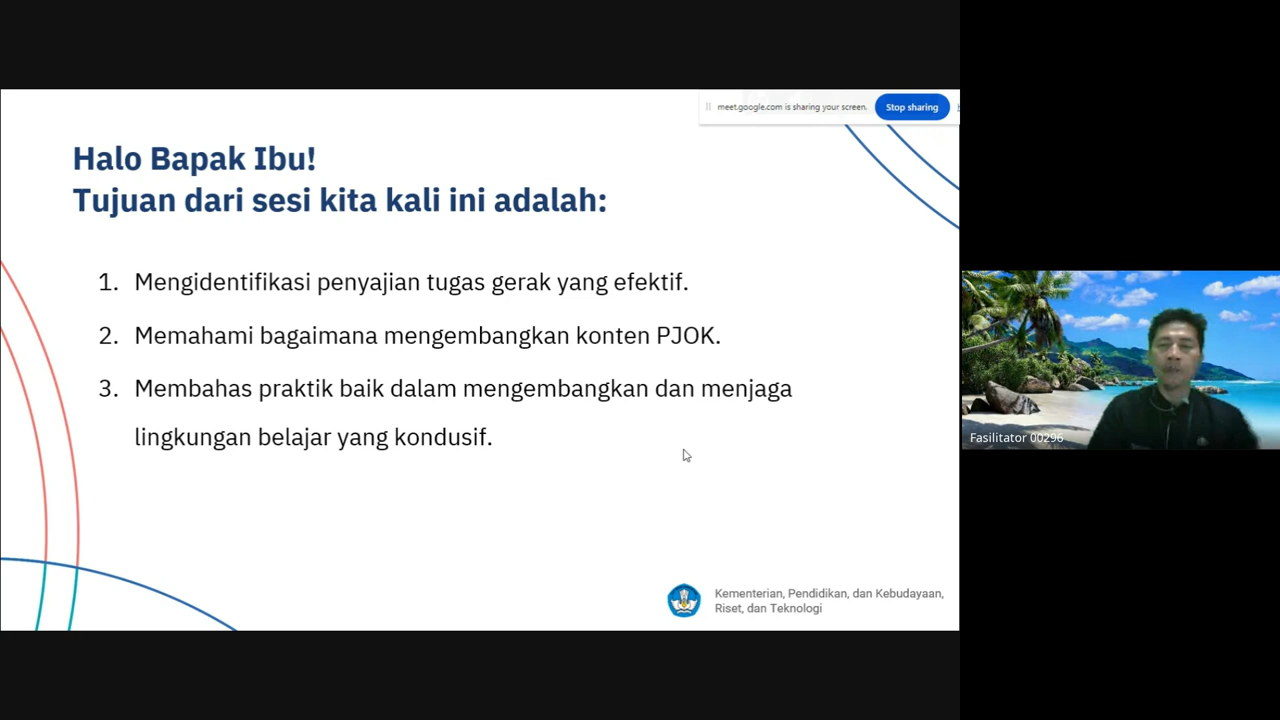 meet.google.com is sharing your screen.
Stop sharing
Halo Bapak Ibu!
Tujuan dari sesi kita kali ini adalah:
1. Mengidentifikasi penyajian tugas gerak yang efektif.
2. Memahami bagaimana mengembangkan konten PJOK.
3. Membahas praktik baik dalam mengembangkan dan menjaga
lingkungan belajar yang kondusif.
Fasilitator 00296
Kementerian, Pendidikan, dan Kebudayaan,
Riset, dan Teknologi